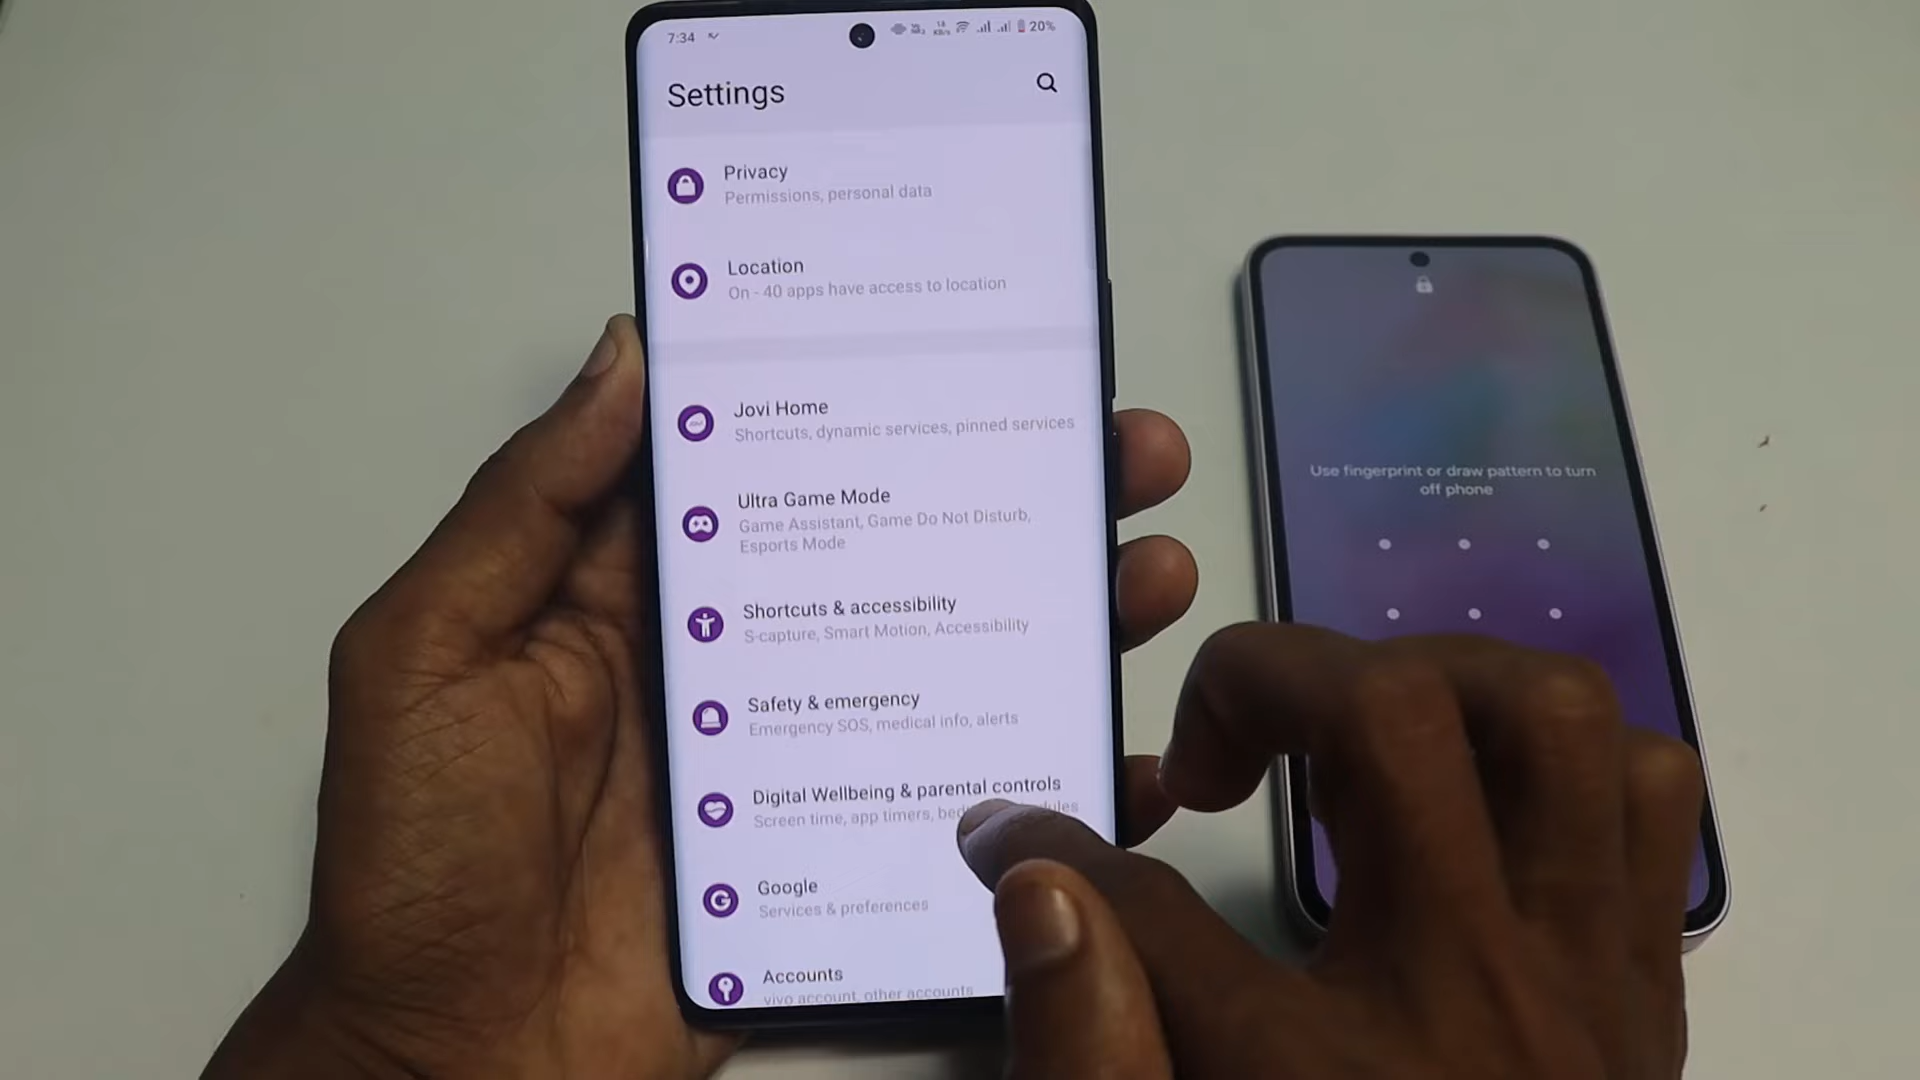 7:34
20%
Settings
Privacy
Permissions, personal data
Location
On - 40 apps have access to location
Jovi Home
Shortcuts, dynamic services, pinned services
Ultra Game Mode
Game Assistant, Game Do Not Disturb,
Esports Mode
Shortcuts & accessibility
S-capture, Smart Motion, Accessibility
Safety & emergency
Emergency SOS, medical info, alerts
Digital Wellbeing & parental controls
Screen time, app timers,
Google
Services & preferences
Accounts
vivo account, other accounts
Use fingerprint or draw pattern to turn
off phone